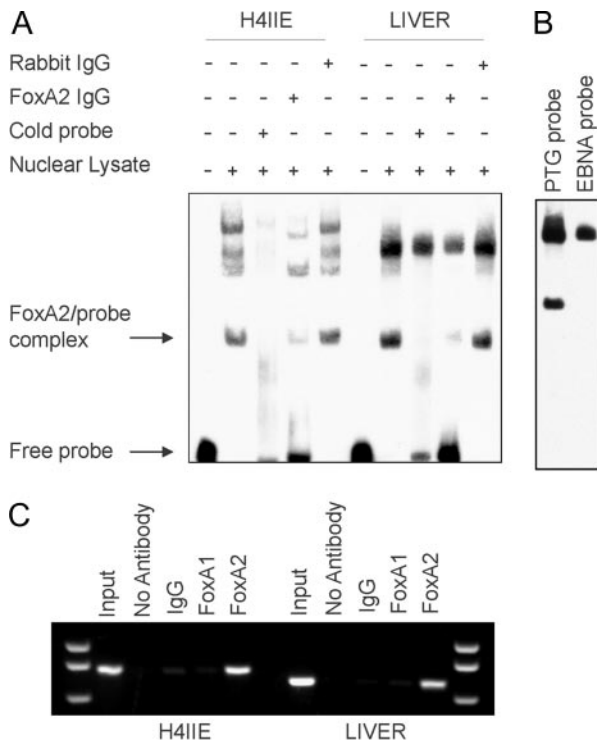 A
H4IIE LIVER
Rabbit IgG - - - - + - - - - +
FoxA2 IgG - - - + - - - - + -
Cold probe - - + - - - - + - -
Nuclear Lysate - + + + + - + + + +
FoxA2/probe
complex
Free probe
B
PTG probe
EBNA probe
C
Input
No Antibody
IgG
FoxA1
FoxA2
Input
No Antibody
IgG
FoxA1
FoxA2
H4IIE LIVER